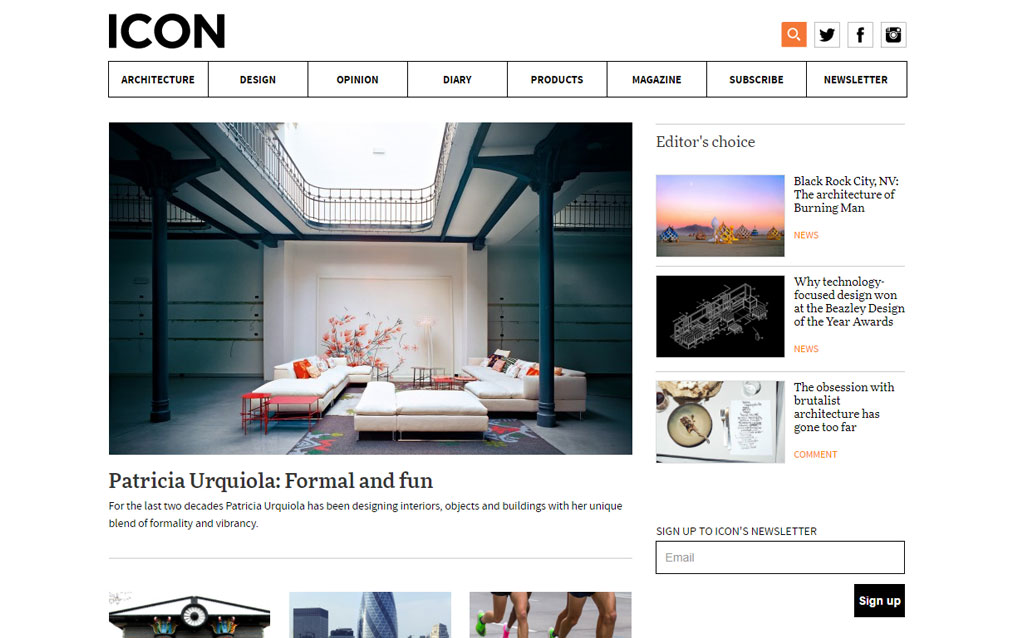 ICON
ARCHITECTURE
DESIGN
OPINION
DIARY
PRODUCTS
MAGAZINE
SUBSCRIBE
NEWSLETTER
Patricia Urquiola: Formal and fun
For the last two decades Patricia Urquiola has been designing interiors, objects and buildings with her unique
blend of formality and vibrancy.
Editor's choice
Black Rock City, NV:
The architecture of
Burning Man
NEWS
Why technology-
focused design won
at the Beazley Design
of the Year Awards
NEWS
The obsession with
brutalist
architecture has
gone too far
COMMENT
SIGN UP TO ICON'S NEWSLETTER
Email
Sign up